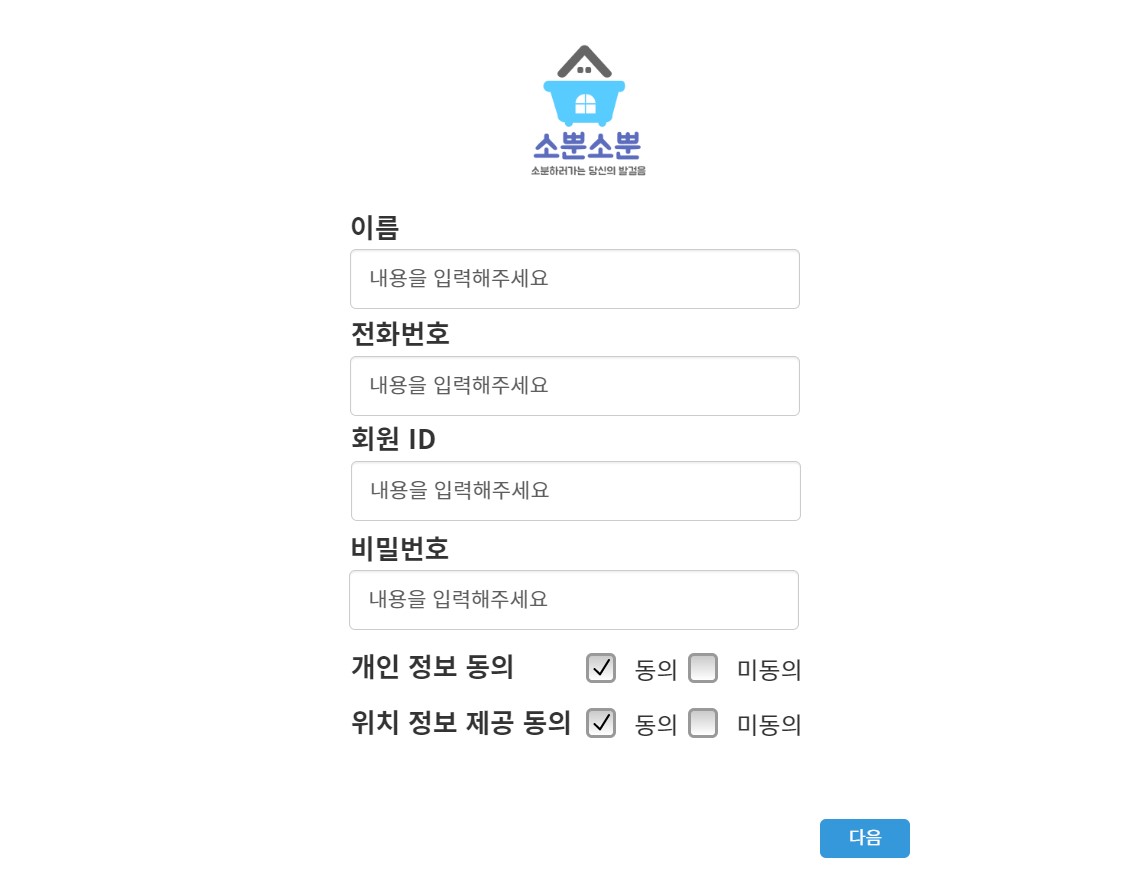 소뿐소뿐
소분하러가는 당신의 발걸음
이름
내용을 입력해주세요
전화번호
내용을 입력해주세요
회원 ID
내용을 입력해주세요
비밀번호
내용을 입력해주세요
개인 정보 동의 동의 미동의
위치 정보 제공 동의 동의 미동의
다음